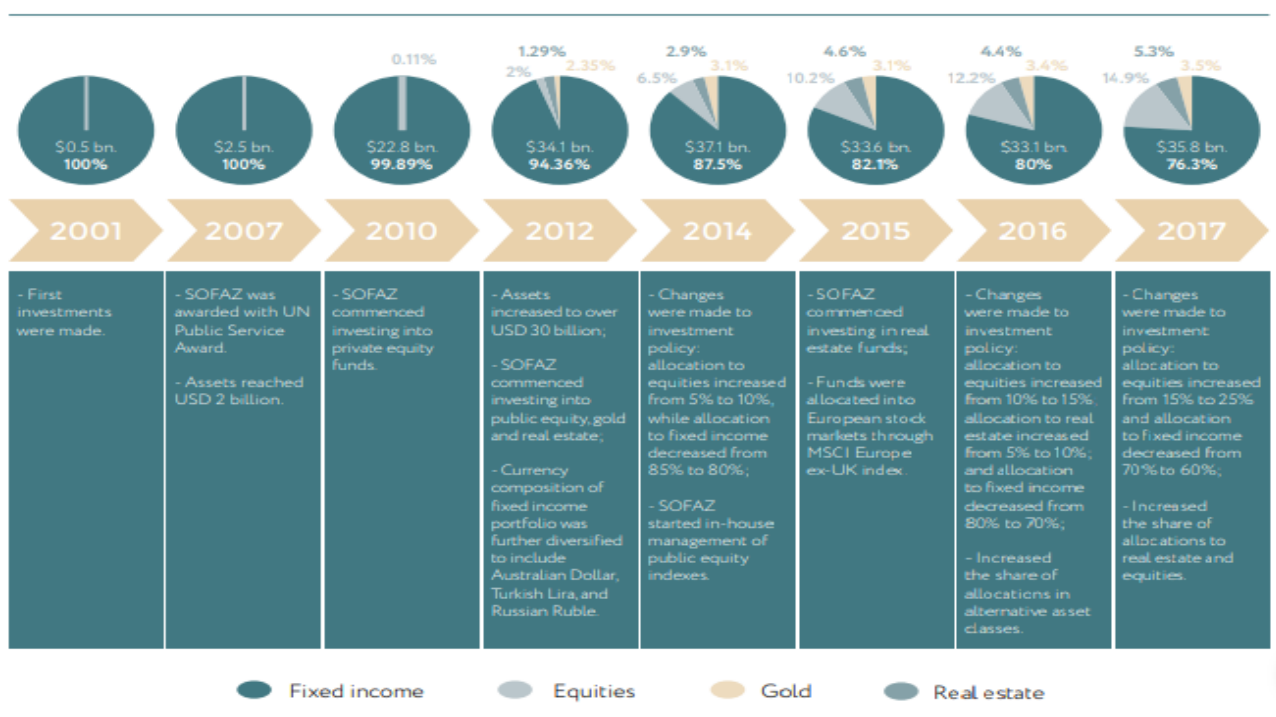 0.11%
1.29%
2%
2.35%
2.9%
6.5%
3.1%
4.6%
10.2%
3.1%
4.4%
12.2%
3.4%
5.3%
14.9%
3.5%
$0.5 bn.
100%
$2.5 bn.
100%
$22.8 bn.
99.89%
$34.1 bn.
94.36%
$37.1 bn.
87.5%
$33.6 bn.
82.1%
$33.1 bn.
80%
$35.8 bn.
76.3%
2001
2007
2010
2012
2014
2015
2016
2017
- First
investments
were made.
- SOFAZ was
awarded with UN
Public Service
Award.
- Assets reached
USD 2 billion.
- SOFAZ
commenced
investing into
private equity
funds.
- Assets
increased to over
USD 30 billion;
- SOFAZ
commenced
investing into
public equity, gold
and real estate;
- Currency
composition of
fixed income
portfolio was
further diversified
to include
Australian Dollar,
Turkish Lira, and
Russian Ruble.
- Changes
were made to
investment
policy:
allocation to
equities increased
from 5% to 10%,
while allocation
to fixed income
decreased from
85% to 80%;
- SOFAZ
started in-house
management of
public equity
indexes.
- SOFAZ
commenced
investing in real
estate funds;
- Funds were
allocated into
European stock
markets through
MSCI Europe
ex-UK index.
- Changes
were made to
investment
policy:
allocation to
equities increased
from 10% to 15%,
allocation to real
estate increased
from 5% to 10%;
and allocation
to fixed income
decreased from
80% to 70%;
- Increased
the share of
allocations in
alternative asset
classes.
- Changes
were made to
investment
policy:
allocation to
equities increased
from 15% to 25%
and allocation
to fixed income
decreased from
70% to 60%;
- Increased
the share of
allocations to
real estate and
equities.
Fixed income
Equities
Gold
Real estate